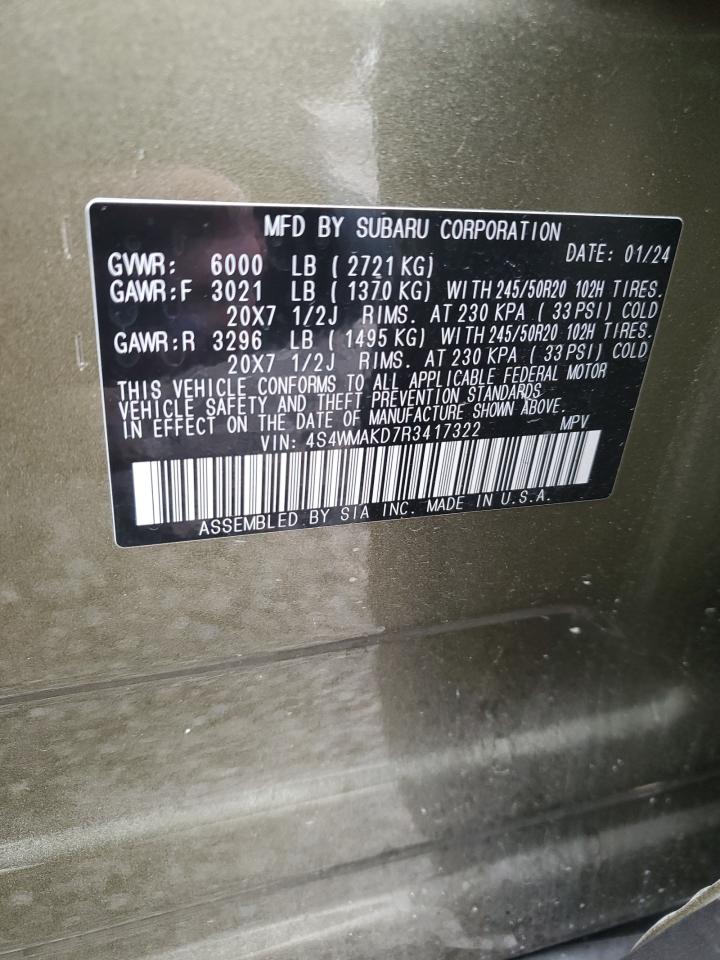 MFD BY SUBARU CORPORATION
DATE: 01/24
GVWR: 6000 LB ( 2721 KG)
GAWR:F 3021 LB ( 1370 KG) WITH 245/50R20 102H TIRES.
20X7 1/2J RIMS. AT 230 KPA ( 33 PSI) COLD
GAWR:R 3296 LB ( 1495 KG) WITH 245/50R20 102H TIRES.
20X7 1/2J RIMS. AT 230 KPA ( 33 PSI) COLD
THIS VEHICLE CONFORMS TO ALL APPLICABLE FEDERAL MOTOR
VEHICLE SAFETY AND THEFT PREVENTION STANDARDS
IN EFFECT ON THE DATE OF MANUFACTURE SHOWN ABOVE.
VIN: 4S4WMAKD7R3417322 MPV
ASSEMBLED BY SIA INC. MADE IN U.S.A.